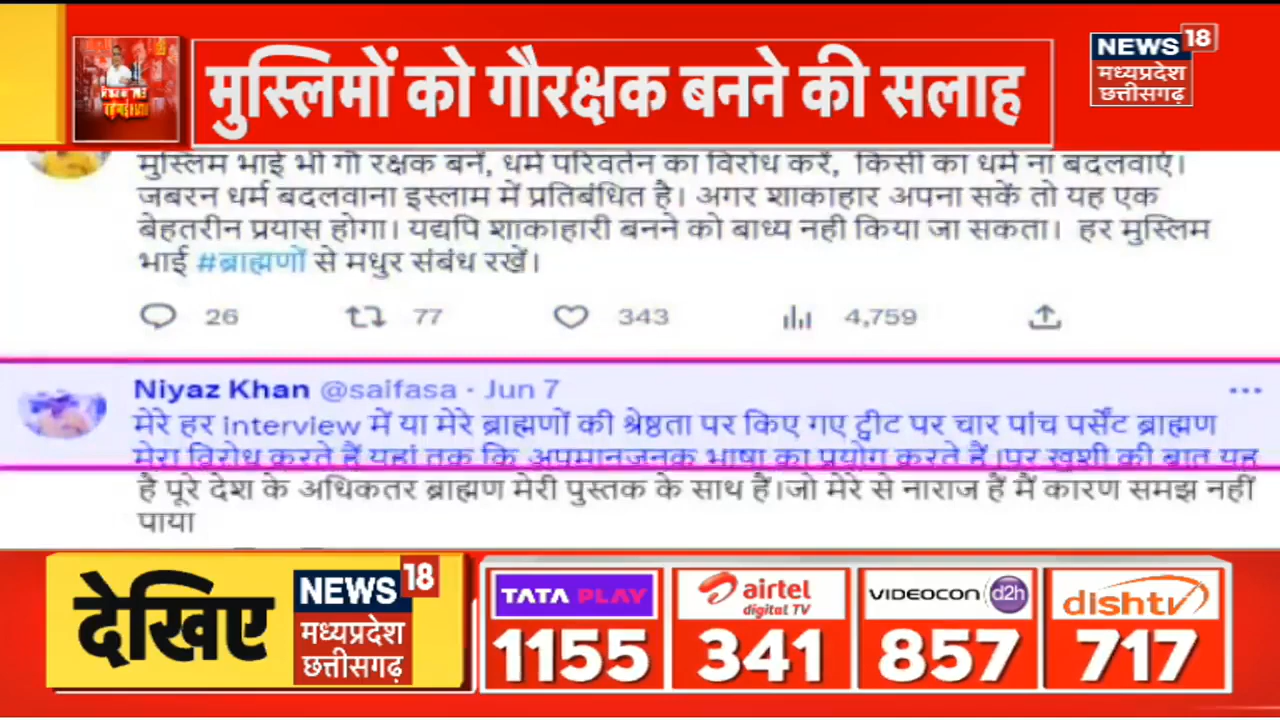 मुस्लिमों को गौरक्षक बनने की सलाह
NEWS 18
मध्यप्रदेश
छत्तीसगढ़
मुस्लिम भाई भी गौ रक्षक बनें, धर्म परिवर्तन का विरोध करें, किसी का धर्म ना बदलवाएं।
जबरन धर्म बदलवाना इस्लाम में प्रतिबंधित है। अगर शाकाहार अपना सकें तो यह एक
बेहतरीन प्रयास होगा। यद्यपि शाकाहारी बनने को बाध्य नही किया जा सकता। हर मुस्लिम
भाई #ब्राह्मणों से मधुर संबंध रखें।
26 77 343 4,759
Niyaz Khan @saifasa · Jun 7
मेरे हर interview में या मेरे ब्राह्मणों की श्रेष्ठता पर किए गए ट्वीट पर चार पांच पर्सेंट ब्राह्मण
मेरा विरोध करते हैं यहां तक कि अपमानजनक भाषा का प्रयोग करते हैं।पर खुशी की बात यह
है पूरे देश के अधिकतर ब्राह्मण मेरी पुस्तक के साथ हैं।जो मेरे से नाराज हैं मैं कारण समझ नहीं
पाया
देखिए
NEWS 18
मध्यप्रदेश
छत्तीसगढ़
TATA PLAY
1155
airtel
digital TV
341
VIDEOCON d2h
857
dishtv
717